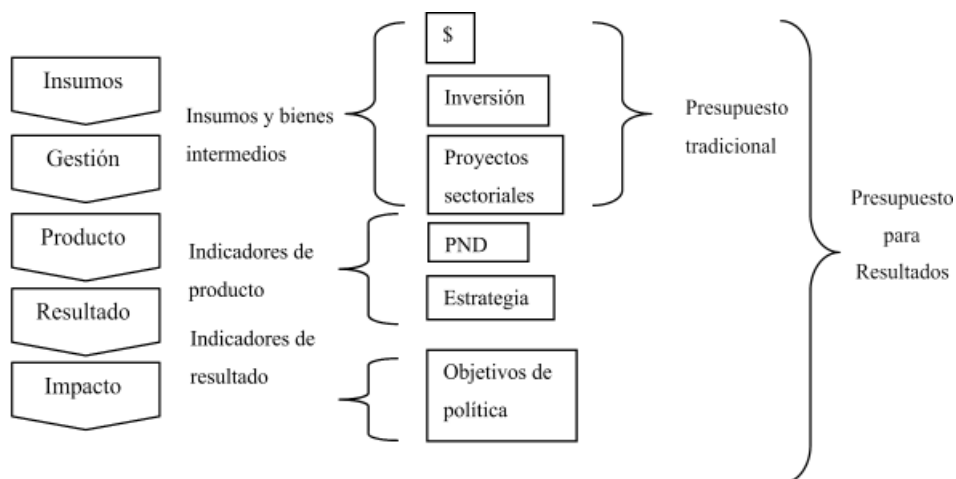 Insumos
Gestión
Producto
Resultado
Impacto
Insumos y bienes
intermedios
Indicadores de
producto
Indicadores de
resultado
$
Inversión
Proyectos
sectoriales
PND
Estrategia
Objetivos de
política
Presupuesto
tradicional
Presupuesto
para
Resultados